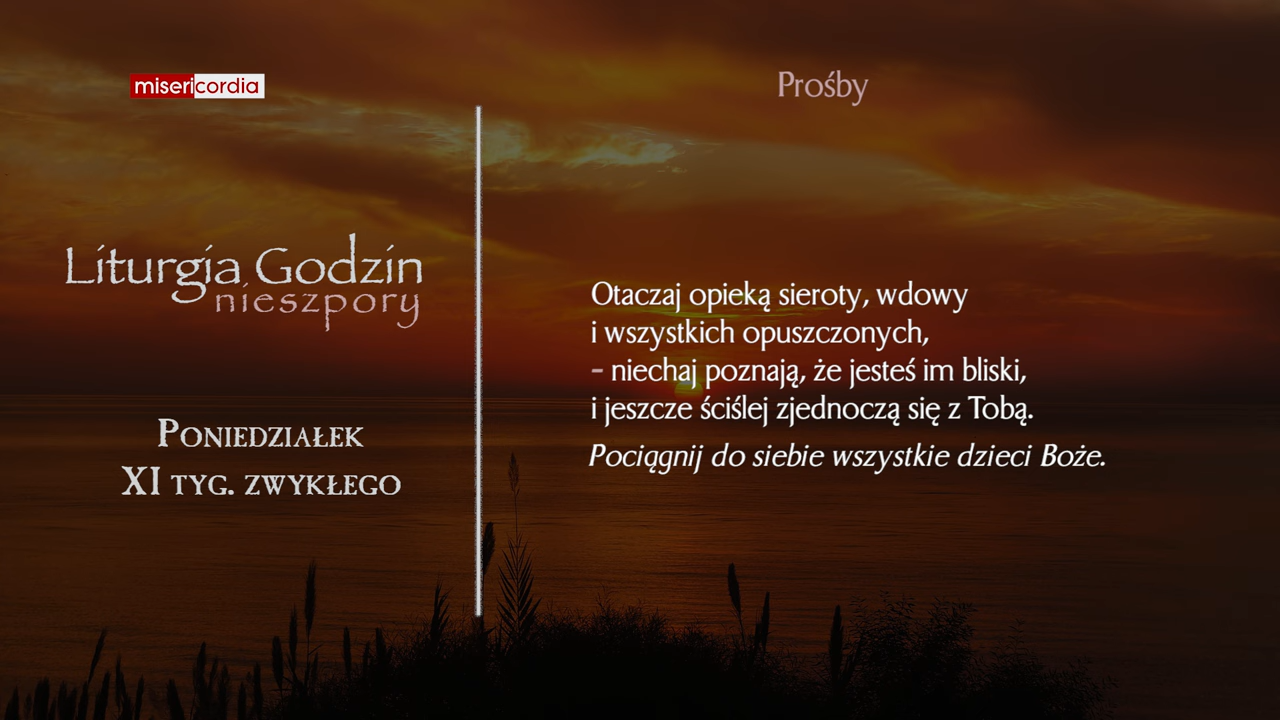 misericordia
Prośby
Liturgia Godzin
nieszpory
Poniedziałek
XI tyg. zwykłego
Otaczaj opieką sieroty, wdowy
i wszystkich opuszczonych,
– niechaj poznają, że jesteś im bliski,
i jeszcze ściślej zjednoczą się z Tobą.
Pociągnij do siebie wszystkie dzieci Boże.